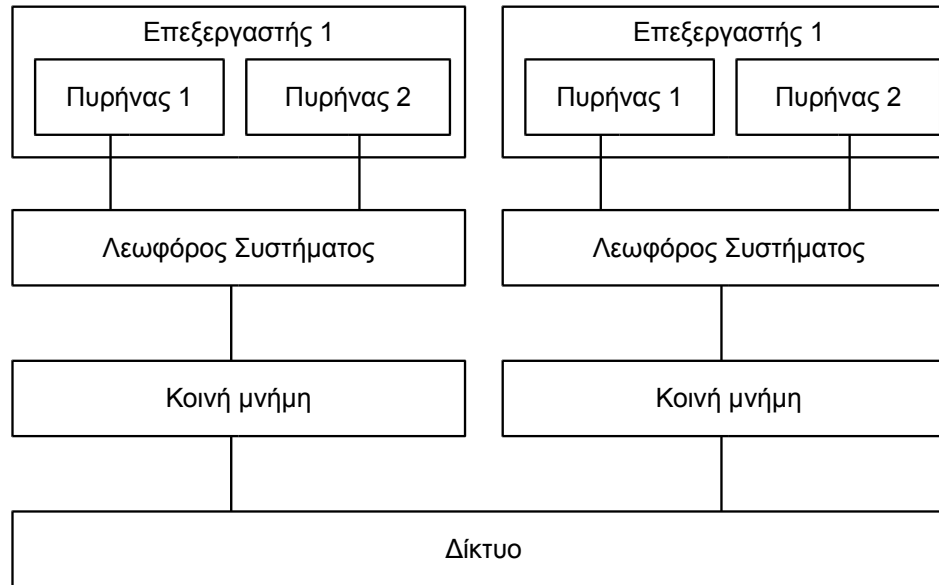 Επεξεργαστής 1
Πυρήνας 1
Πυρήνας 2
Λεωφόρος Συστήματος
Κοινή μνήμη
Επεξεργαστής 1
Πυρήνας 1
Πυρήνας 2
Λεωφόρος Συστήματος
Κοινή μνήμη
Δίκτυο